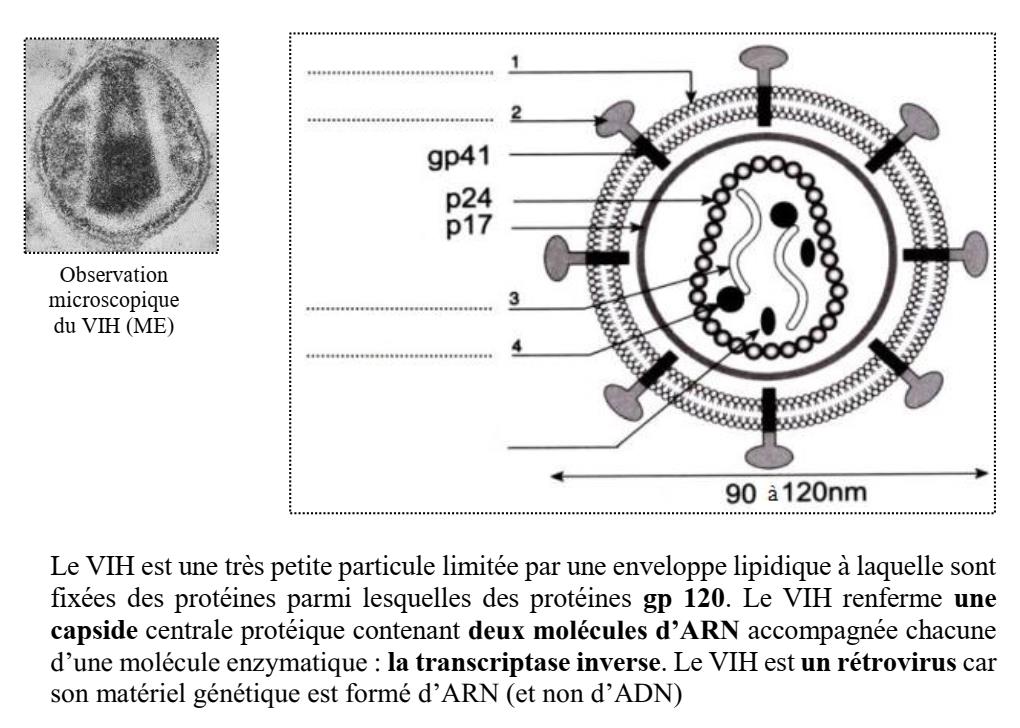 1
2
gp41
p24
p17
3
4
90 à 120nm
Observation
microscopique
du VIH (ME)
Le VIH est une très petite particule limitée par une enveloppe lipidique à laquelle sont
fixées des protéines parmi lesquelles des protéines gp 120. Le VIH renferme une
capside centrale protéique contenant deux molécules d’ARN accompagnée chacune
d’une molécule enzymatique : la transcriptase inverse. Le VIH est un rétrovirus car
son matériel génétique est formé d’ARN (et non d’ADN)